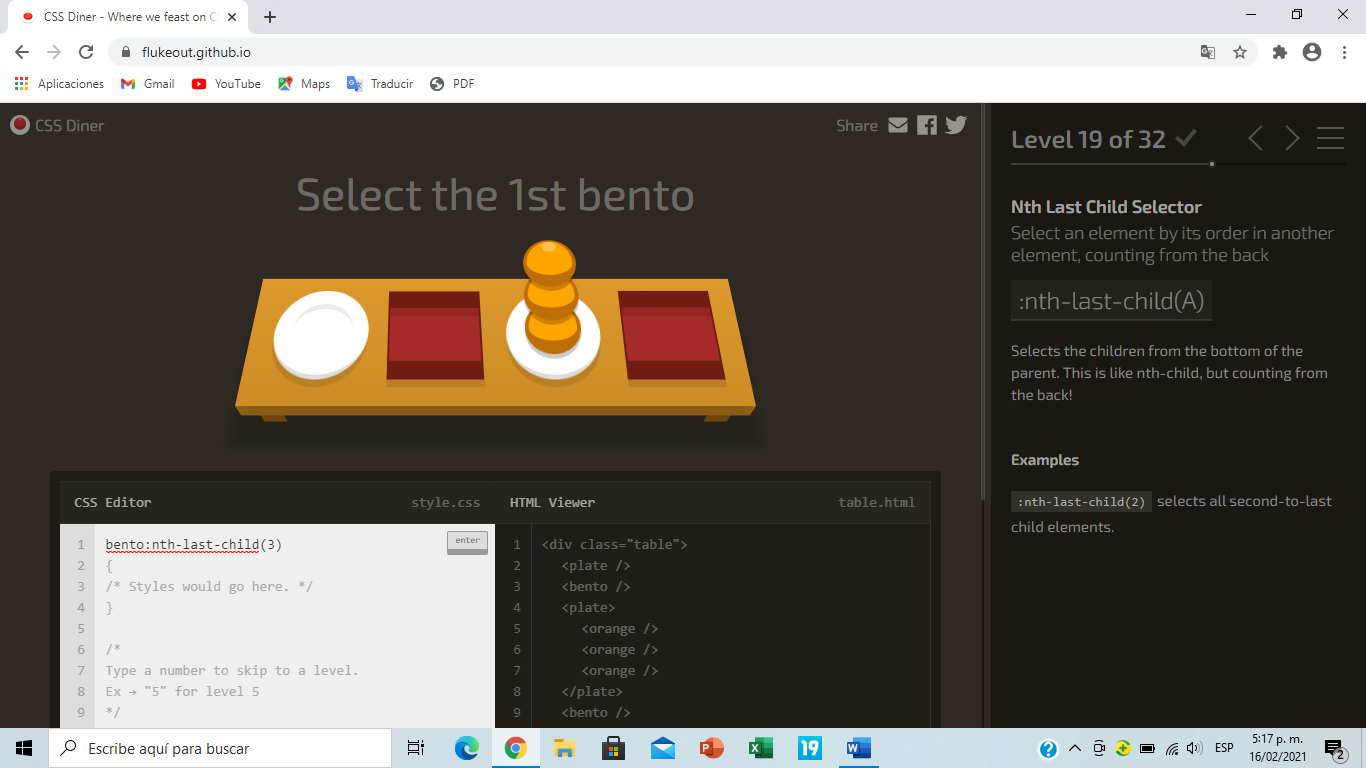 CSS Diner - Where we feast on C
flukeout.github.io
Aplicaciones Gmail YouTube Maps Traducir PDF
CSS Diner
Share
Select the 1st bento
CSS Editor style.css
1 bento:nth-last-child(3)
enter
2 {
3 /* Styles would go here. */
4 }
5
6 /*
7 Type a number to skip to a level.
8 Ex → "5" for level 5
9 */
HTML Viewer table.html
1 <div class="table">
2 <plate />
3 <bento />
4 <plate>
5 <orange />
6 <orange />
7 <orange />
8 </plate>
9 <bento />
Level 19 of 32
Nth Last Child Selector
Select an element by its order in another
element, counting from the back
:nth-last-child(A)
Selects the children from the bottom of the
parent. This is like nth-child, but counting from
the back!
Examples
:nth-last-child(2) selects all second-to-last
child elements.
Escribe aquí para buscar
19
ESP
5:17 p. m.
16/02/2021
2